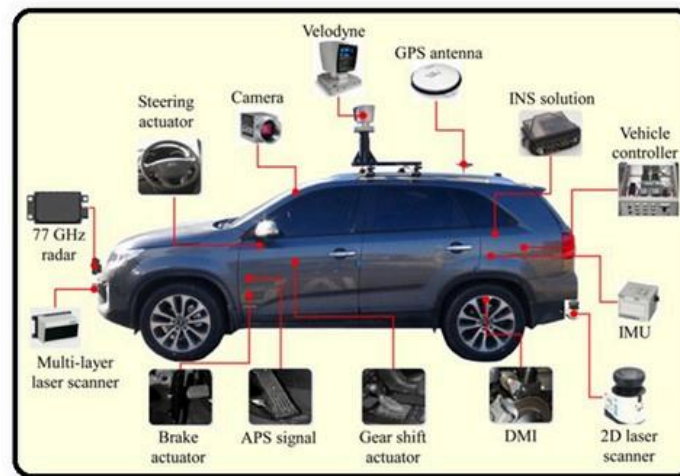 Velodyne
GPS antenna
Steering
actuator
Camera
INS solution
Vehicle
controller
77 GHz
radar
Multi-layer
laser scanner
IMU
Brake
actuator
APS signal
Gear shift
actuator
DMI
2D laser
scanner